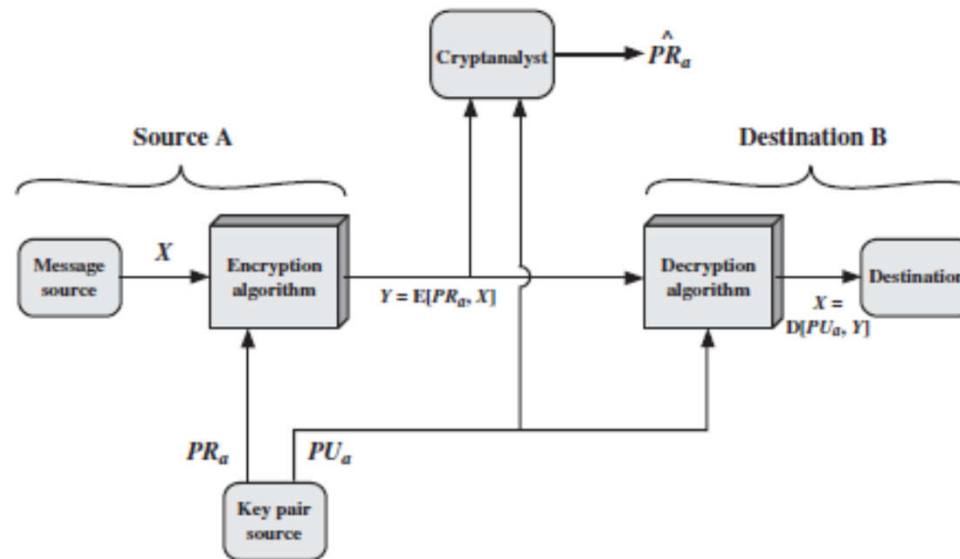 Cryptanalyst
P̂R_a
Source A
Destination B
Message
source
X
Encryption
algorithm
Y = E[PR_a, X]
Decryption
algorithm
X =
D[PU_a, Y]
Destination
PR_a
PU_a
Key pair
source